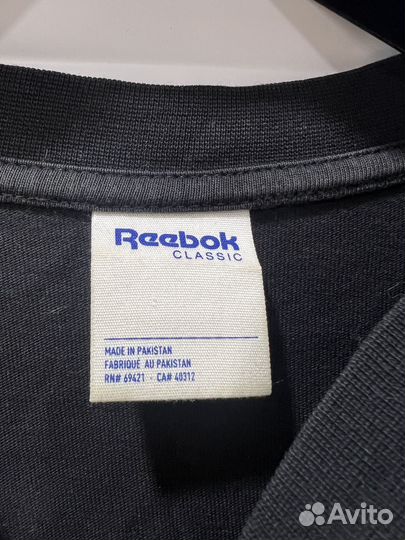 Reebok
CLASSIC
MADE IN PAKISTAN
FABRIQUÉ AU PAKISTAN
RN# 69421 - CA# 40312
Avito